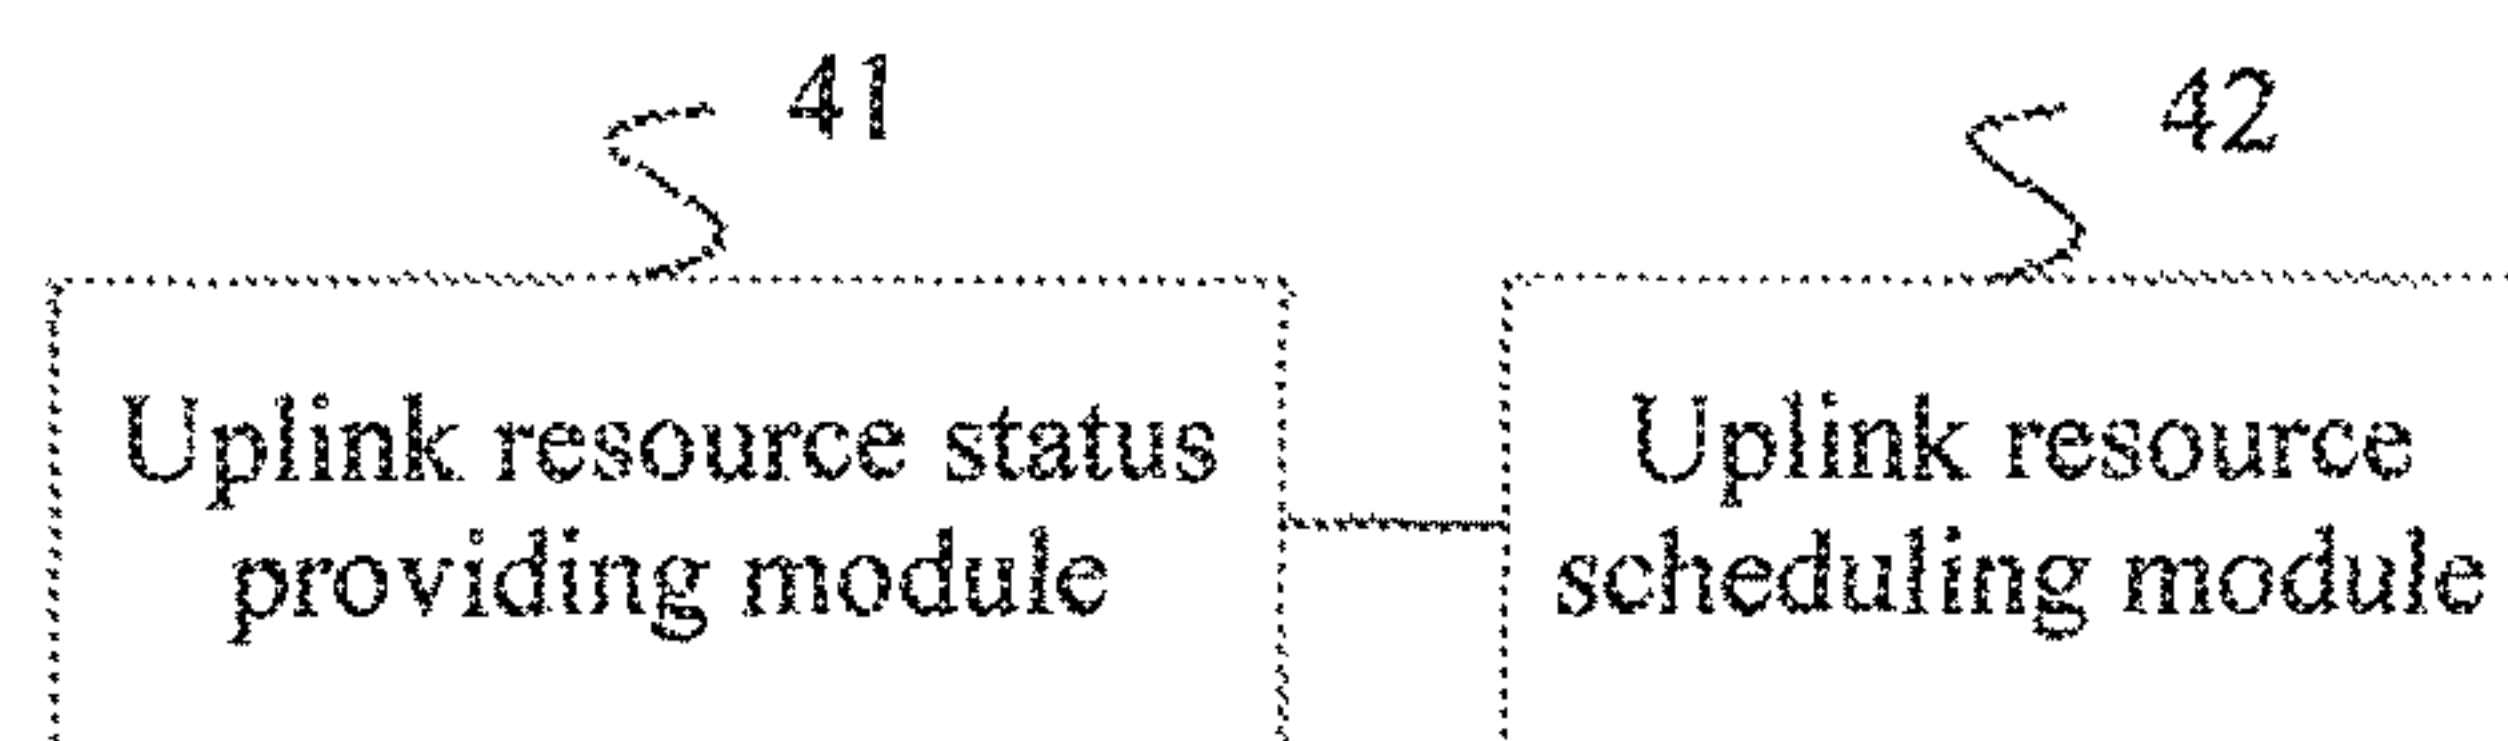 41
42
Uplink resource status
providing module
Uplink resource
scheduling module